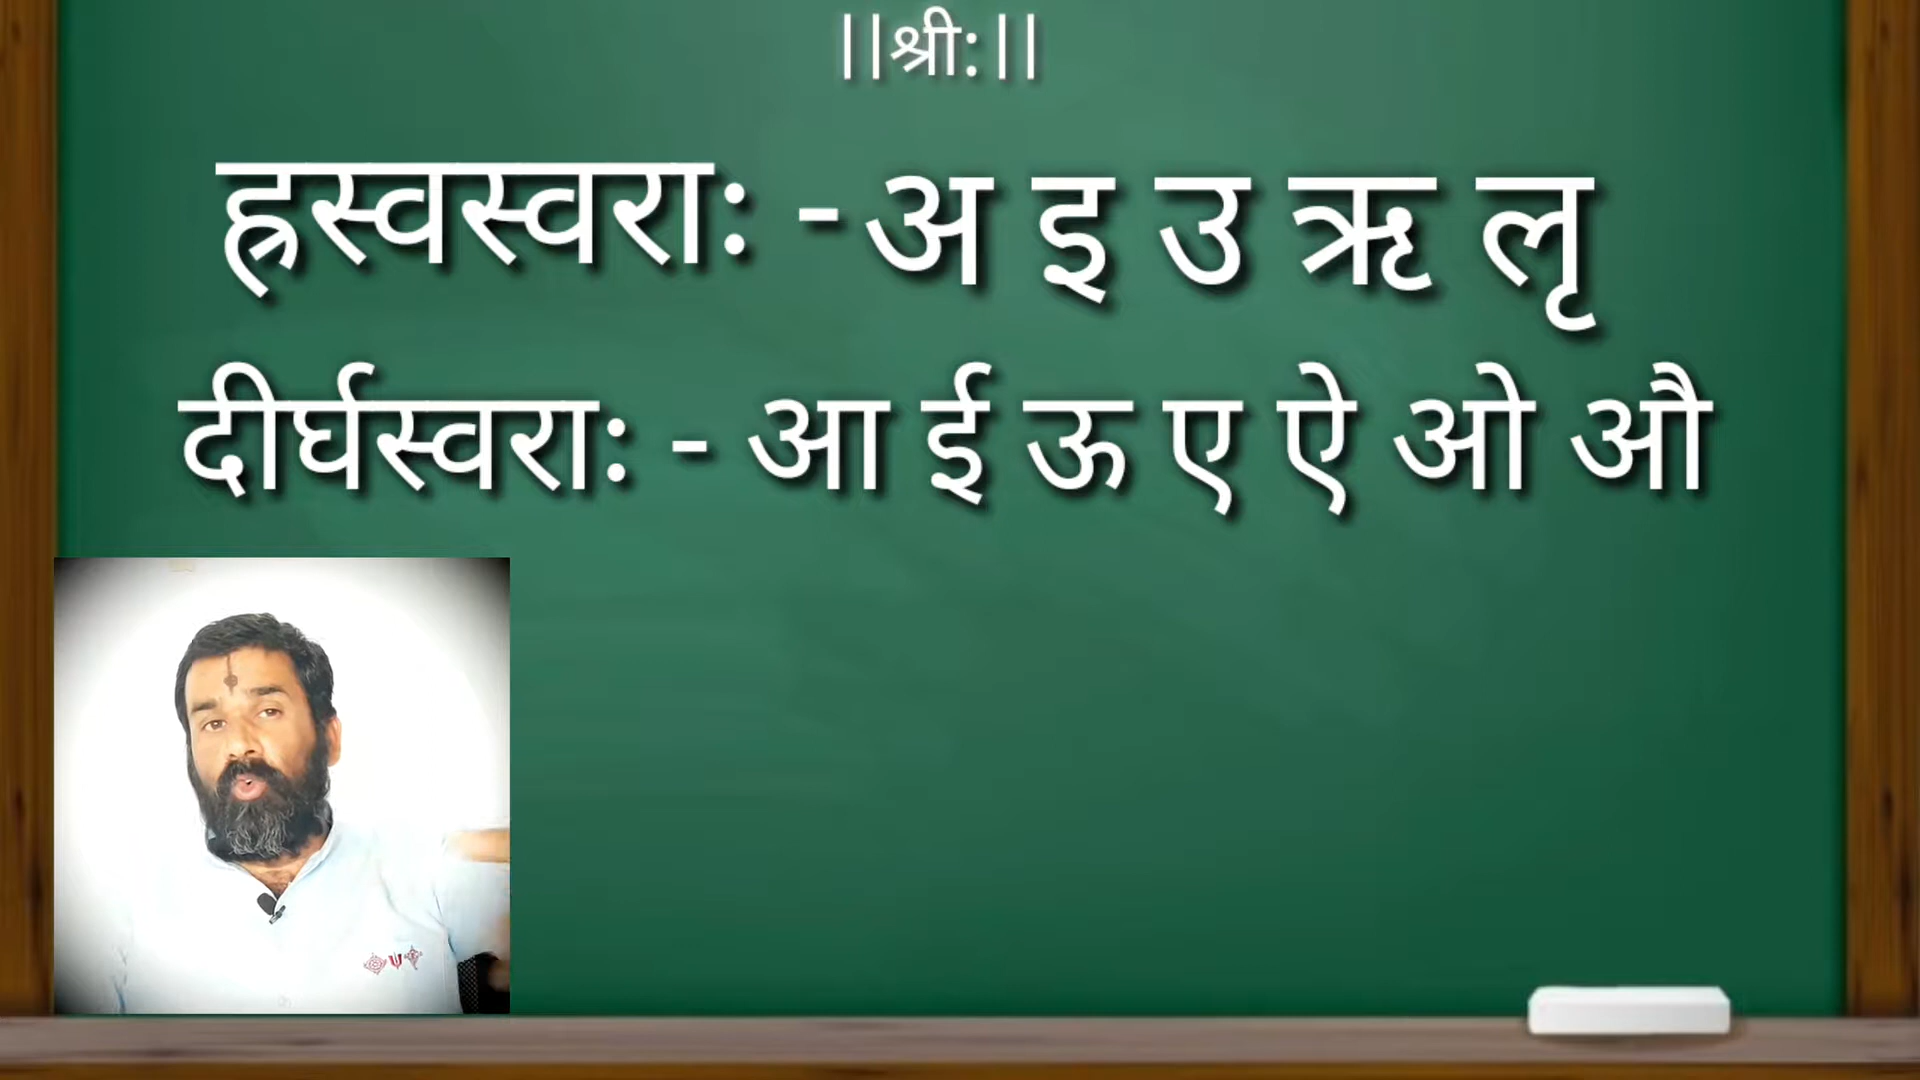 ||श्री:||
ह्रस्वस्वराः - अ इ उ ऋ लृ
दीर्घस्वराः - आ ई ऊ ए ऐ ओ औ